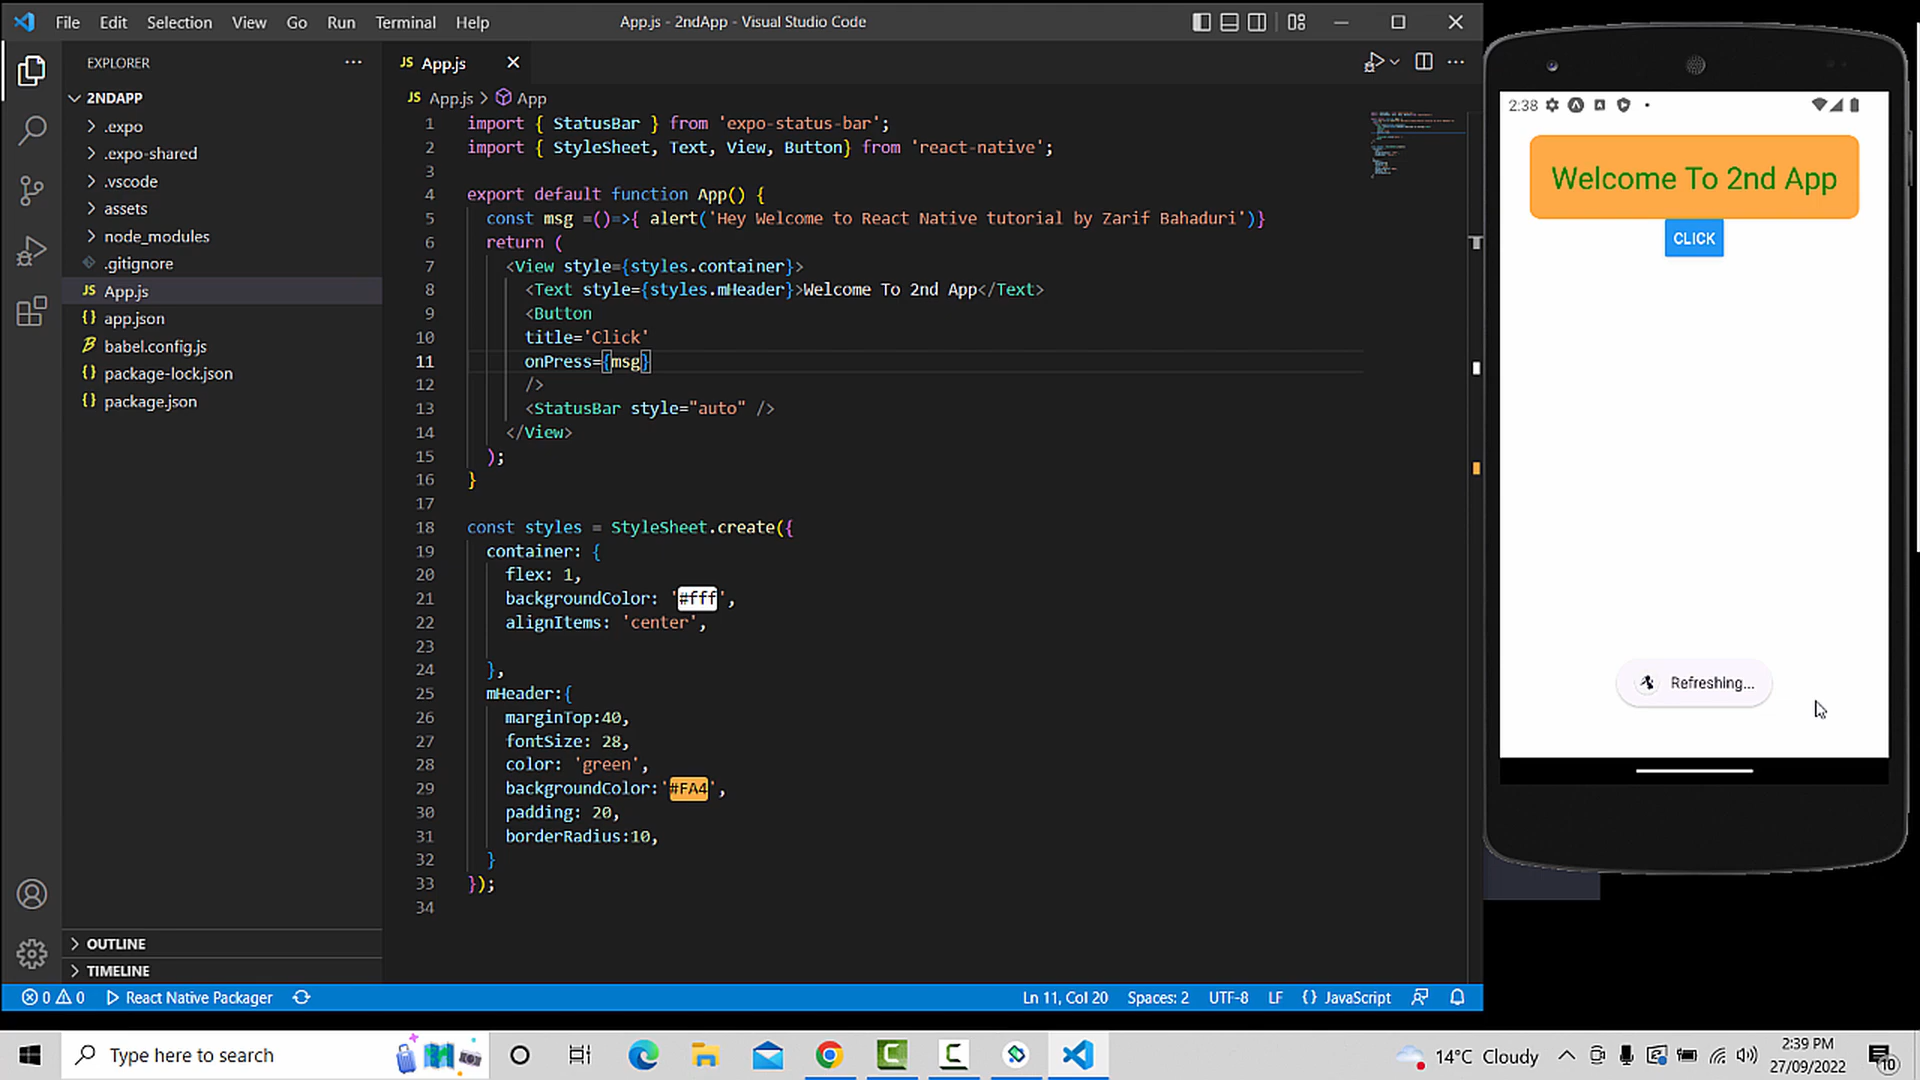 File Edit Selection View Go Run Terminal Help
App.js - 2ndApp - Visual Studio Code
EXPLORER
2NDAPP
.expo
.expo-shared
.vscode
assets
node_modules
.gitignore
JS App.js
{} app.json
babel.config.js
{} package-lock.json
{} package.json
OUTLINE
TIMELINE
JS App.js
JS App.js > App
1 import { StatusBar } from 'expo-status-bar';
2 import { StyleSheet, Text, View, Button} from 'react-native';
3
4 export default function App() {
5 const msg =()=>{ alert('Hey Welcome to React Native tutorial by Zarif Bahaduri')}
6 return (
7 <View style={styles.container}>
8 <Text style={styles.mHeader}>Welcome To 2nd App</Text>
9 <Button
10 title='Click'
11 onPress={msg}
12 />
13 <StatusBar style="auto" />
14 </View>
15 );
16 }
17
18 const styles = StyleSheet.create({
19 container: {
20 flex: 1,
21 backgroundColor: '#fff',
22 alignItems: 'center',
23
24 },
25 mHeader:{
26 marginTop:40,
27 fontSize: 28,
28 color: 'green',
29 backgroundColor:'#FA4',
30 padding: 20,
31 borderRadius:10,
32 }
33 });
34
2:38
Welcome To 2nd App
CLICK
Refreshing...
0 0 React Native Packager
Ln 11, Col 20 Spaces: 2 UTF-8 LF {} JavaScript
Type here to search
14°C Cloudy
2:39 PM
27/09/2022
10